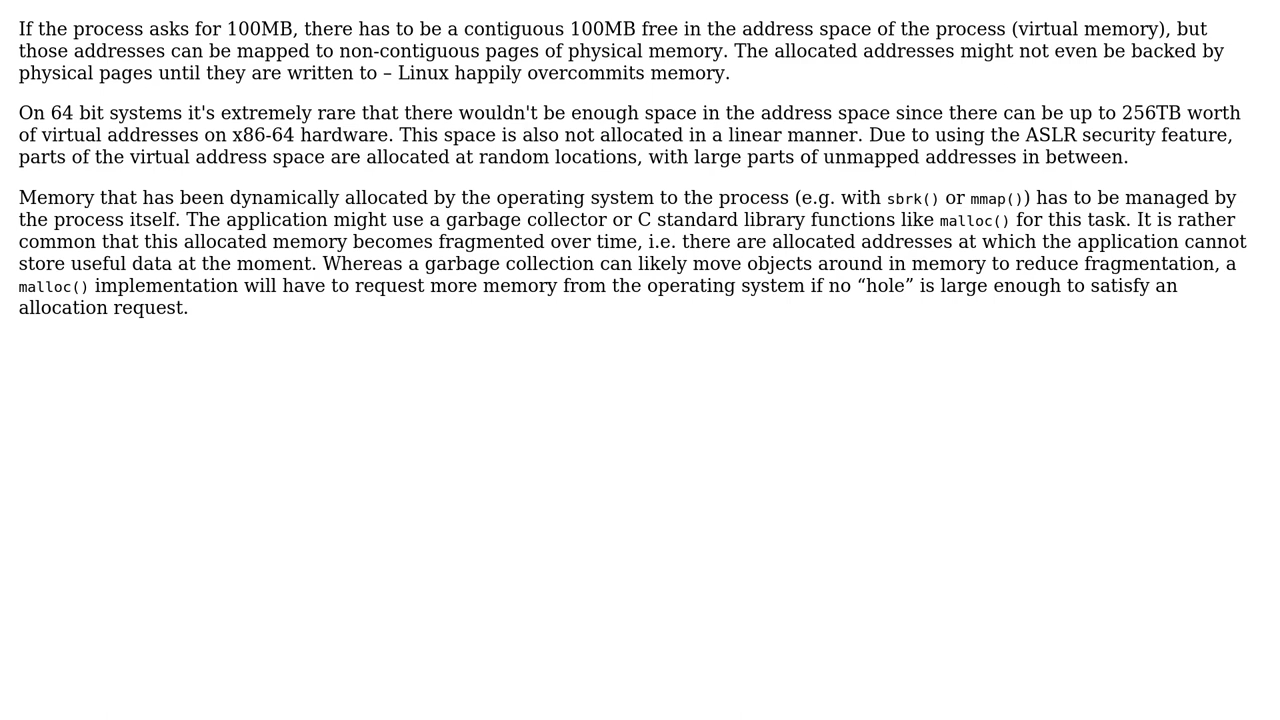 If the process asks for 100MB, there has to be a contiguous 100MB free in the address space of the process (virtual memory), but
those addresses can be mapped to non-contiguous pages of physical memory. The allocated addresses might not even be backed by
physical pages until they are written to – Linux happily overcommits memory.
On 64 bit systems it's extremely rare that there wouldn't be enough space in the address space since there can be up to 256TB worth
of virtual addresses on x86-64 hardware. This space is also not allocated in a linear manner. Due to using the ASLR security feature,
parts of the virtual address space are allocated at random locations, with large parts of unmapped addresses in between.
Memory that has been dynamically allocated by the operating system to the process (e.g. with sbrk() or mmap()) has to be managed by
the process itself. The application might use a garbage collector or C standard library functions like malloc() for this task. It is rather
common that this allocated memory becomes fragmented over time, i.e. there are allocated addresses at which the application cannot
store useful data at the moment. Whereas a garbage collection can likely move objects around in memory to reduce fragmentation, a
malloc() implementation will have to request more memory from the operating system if no “hole” is large enough to satisfy an
allocation request.